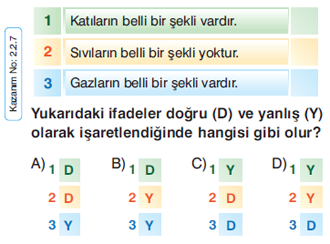 Kazanım No: 2.2.7
1 Katıların belli bir şekli vardır.
2 Sıvıların belli bir şekli yoktur.
3 Gazların belli bir şekli vardır.
Yukarıdaki ifadeler doğru (D) ve yanlış (Y)
olarak işaretlendiğinde hangisi gibi olur?
A) 1 D B) 1 D C) 1 Y D) 1 Y
2 D 2 Y 2 D 2 Y
3 Y 3 Y 3 D 3 D